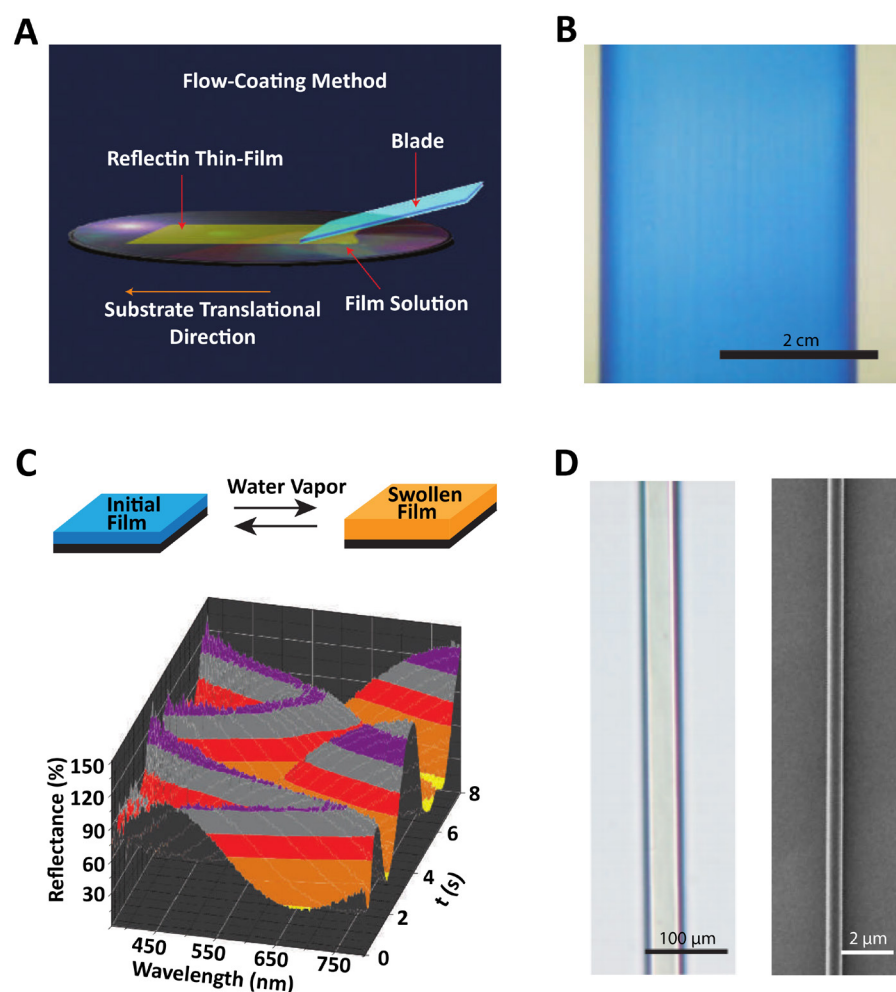 A
Flow-Coating Method
Reflectin Thin-Film
Blade
Substrate Translational
Direction
Film Solution
B
2 cm
C
Initial
Film
Water Vapor
Swollen
Film
Reflectance (%)
150
120
90
60
30
450
550
650
750
Wavelength (nm)
0
2
4
6
8
t (s)
D
100 µm
2 µm